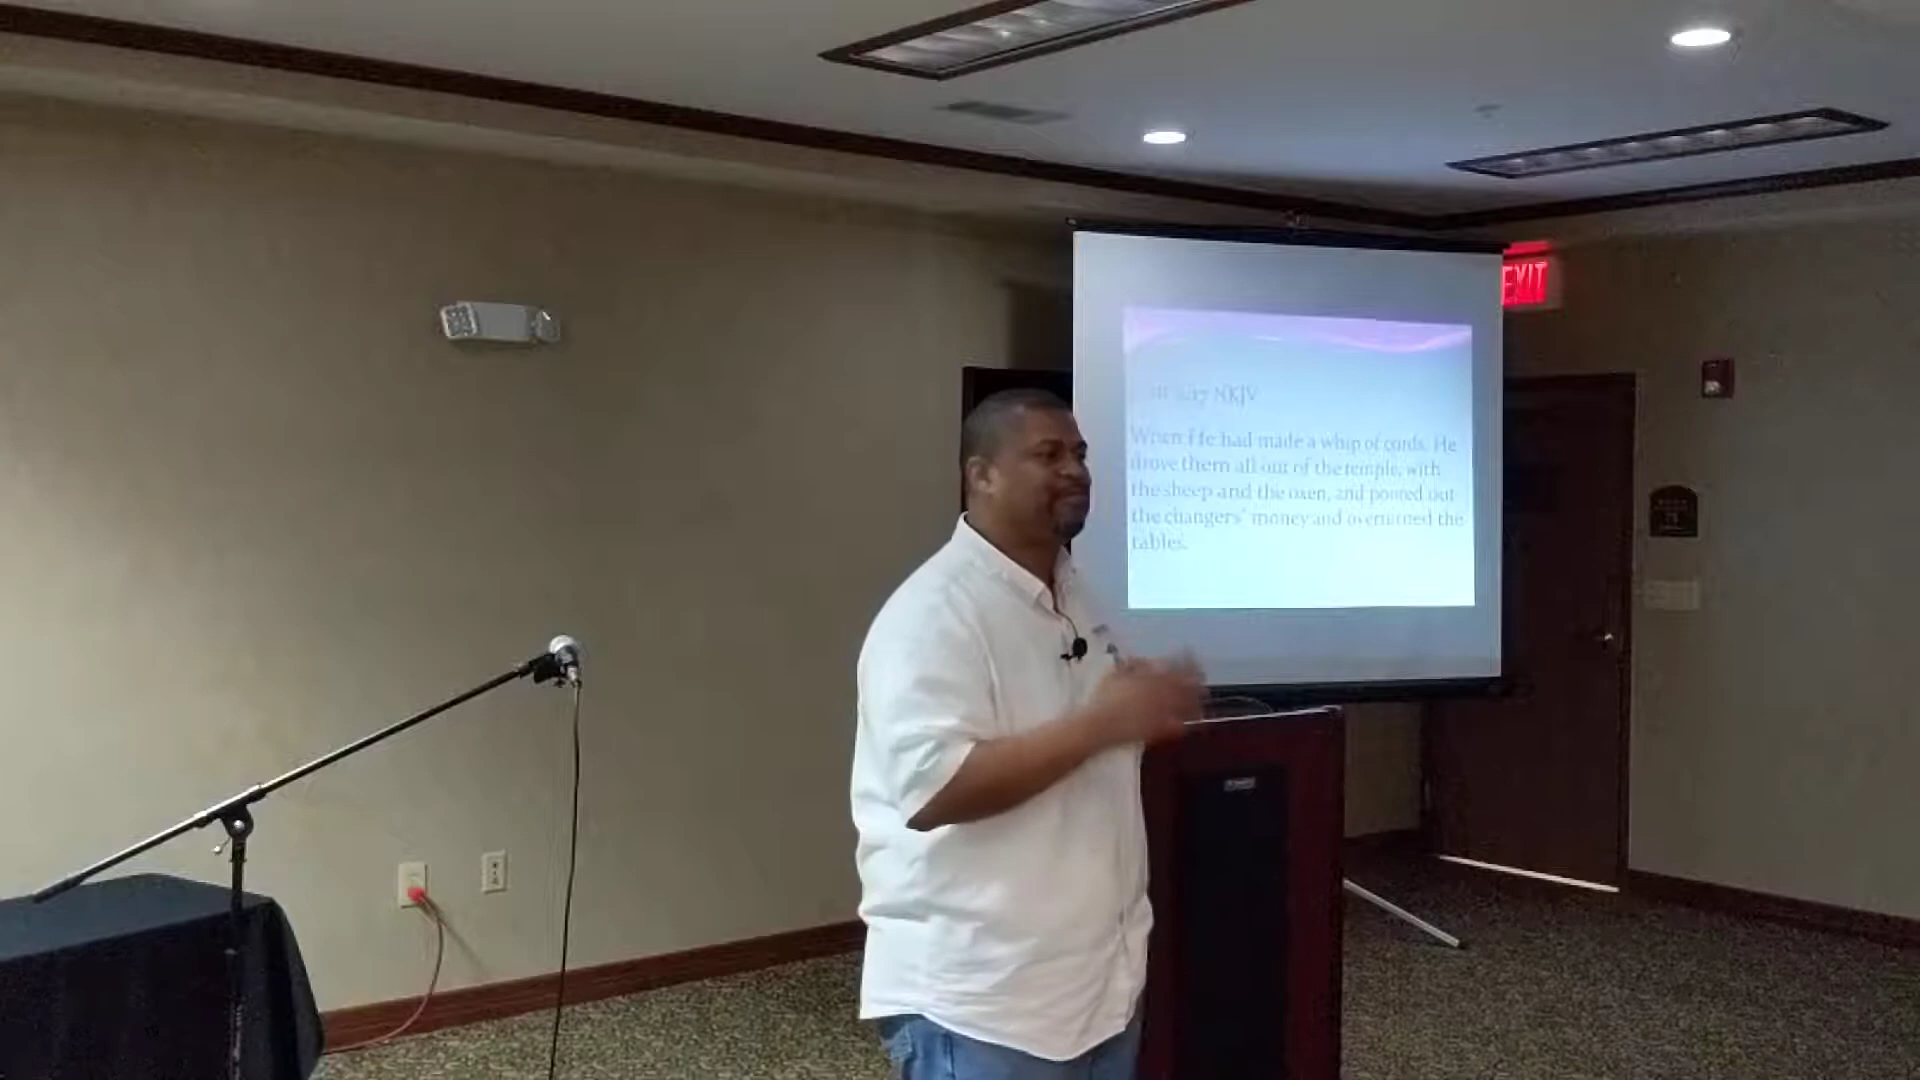 EXIT
NKJV
When He had made a whip of cords, He
drove them all out of the temple, with
the sheep and the oxen, and poured out
the changers' money and overturned the
tables.